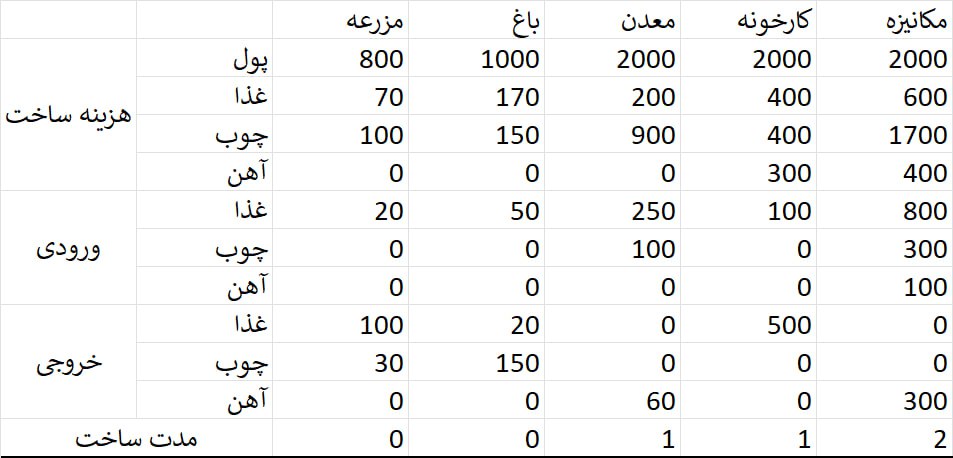 مزرعه باغ معدن کارخونه مکانیزه
هزینه ساخت
پول 800 1000 2000 2000 2000
غذا 70 170 200 400 600
چوب 100 150 900 400 1700
آهن 0 0 0 300 400
ورودی
غذا 20 50 250 100 800
چوب 0 0 100 0 300
آهن 0 0 0 0 100
خروجی
غذا 100 20 0 500 0
چوب 30 150 0 0 0
آهن 0 0 60 0 300
مدت ساخت 0 0 1 1 2